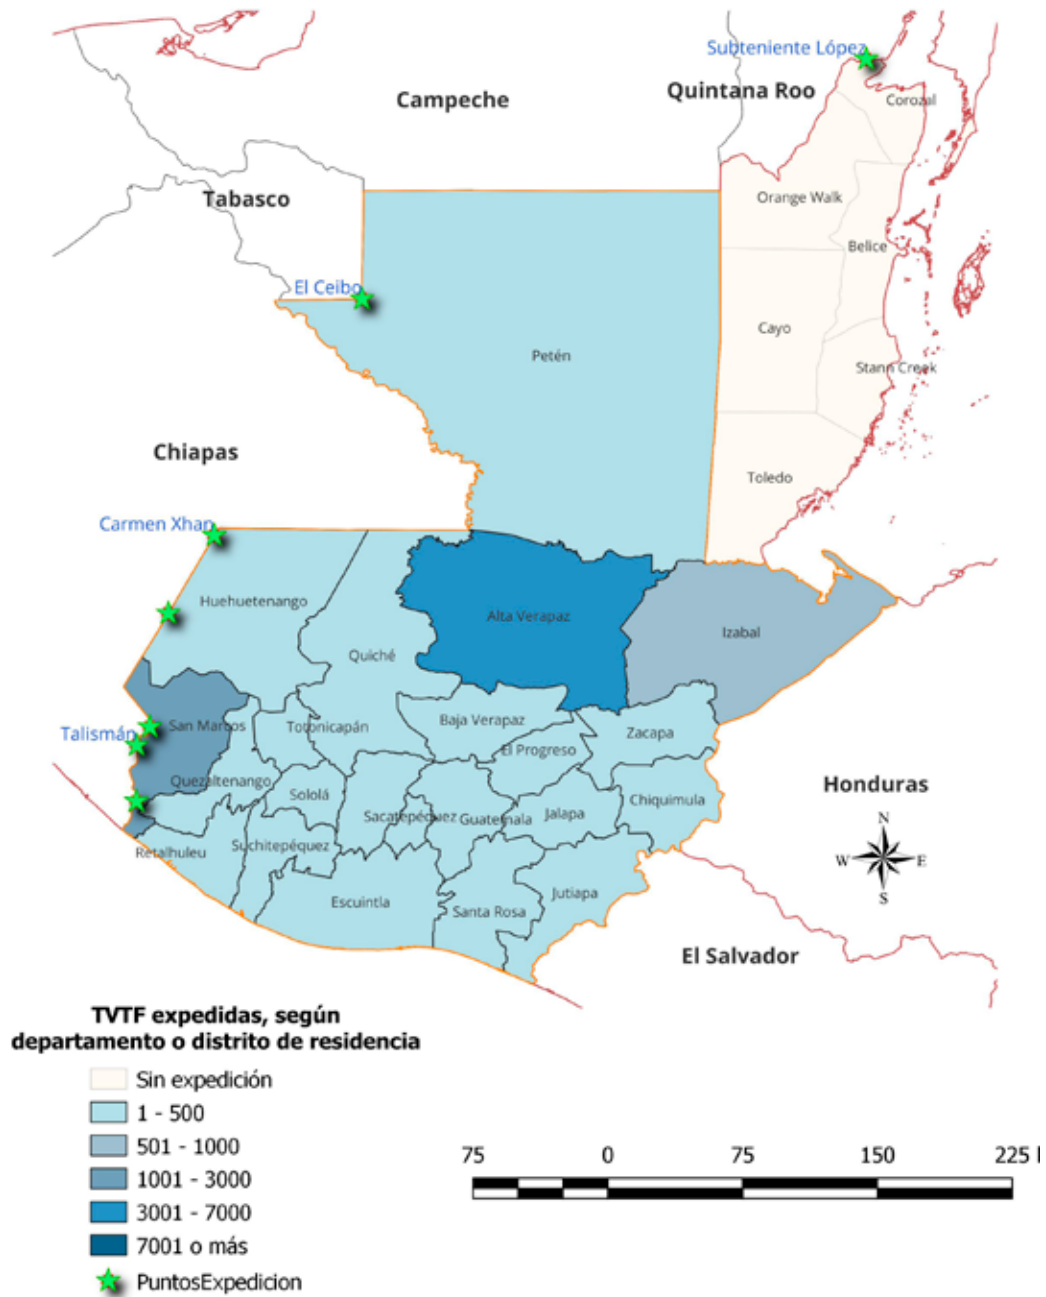 Subteniente López
Quintana Roo
Campeche
Corozal
Tabasco
Orange Walk
Belice
El Ceibo
Cayo
Petén
Stann Creek
Chiapas
Toledo
Carmen Xhan
Huehuetenango
Alta Verapaz
Izabal
Quiché
San Marcos
Totonicapán
Baja Verapaz
Talismán
El Progreso
Zacapa
Quezaltenango
Honduras
Sololá
Chiquimula
Sacatepéquez
Guatemala
Jalapa
N
Retalhuleu
Suchitepéquez
W
E
S
Escuintla
Jutiapa
Santa Rosa
El Salvador
TVTF expedidas, según
departamento o distrito de residencia
Sin expedición
1 - 500
501 - 1000
1001 - 3000
3001 - 7000
7001 o más
PuntosExpedicion
75 0 75 150 225